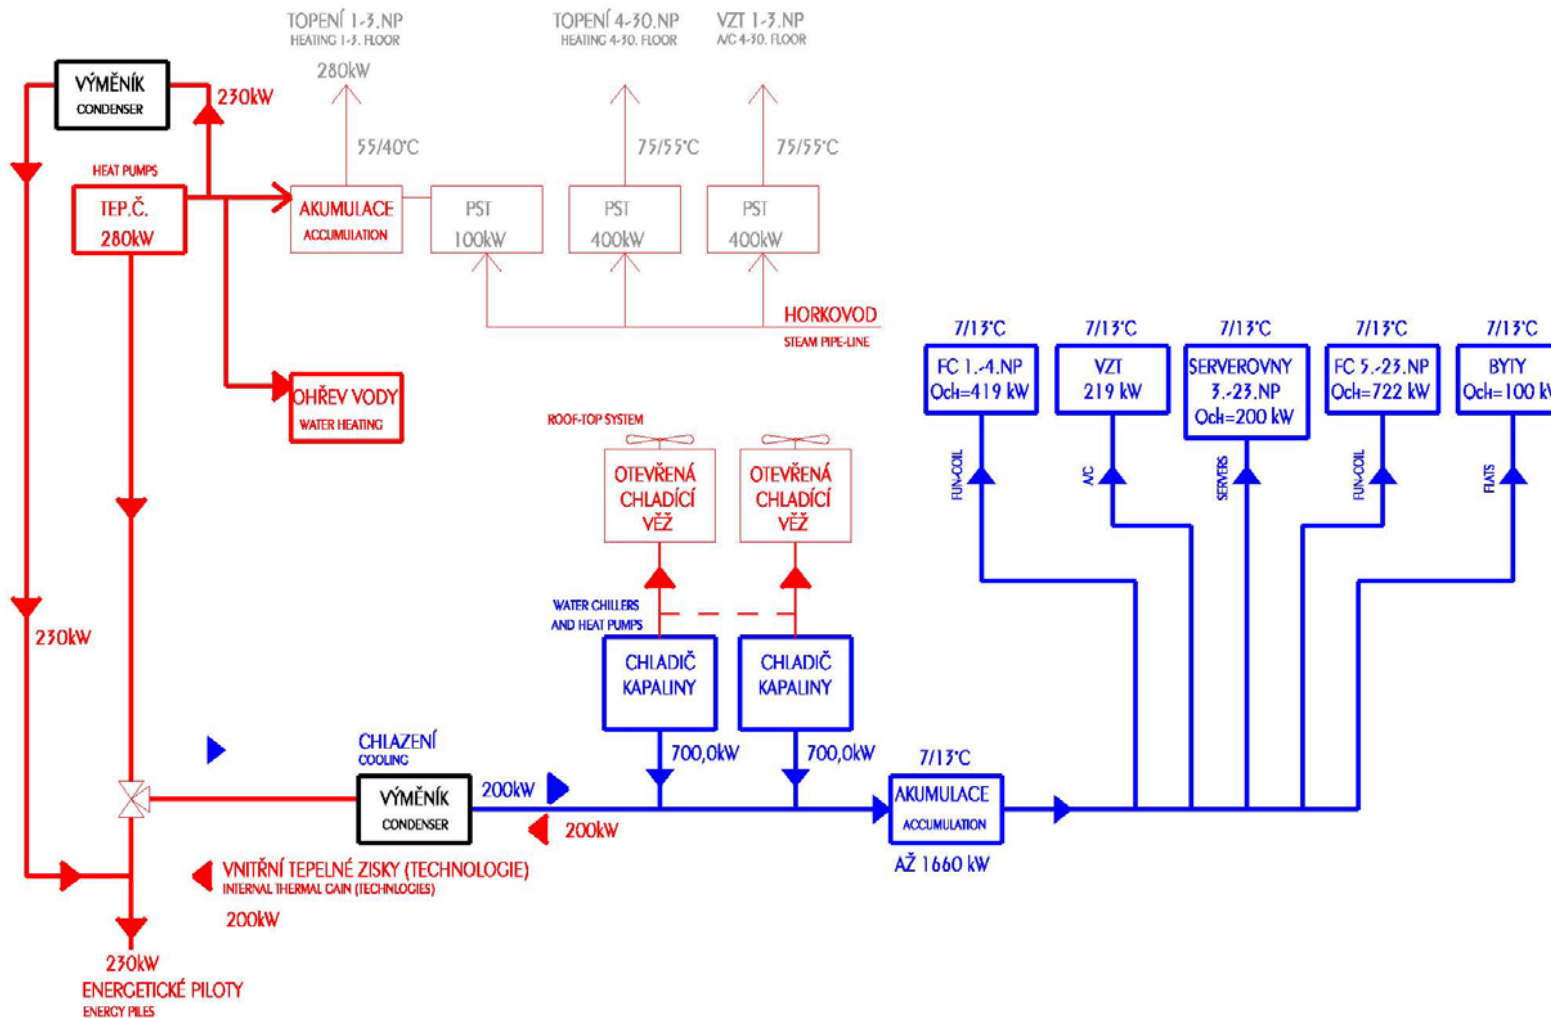 TOPENÍ 1-3.NP
HEATING 1-3. FLOOR
280kW
TOPENÍ 4-30.NP
HEATING 4-30. FLOOR
VZT 1-3.NP
A/C 4-30. FLOOR
VÝMĚNÍK
CONDENSER
230kW
55/40°C
75/55°C
75/55°C
HEAT PUMPS
TEP.Č.
280kW
AKUMULACE
ACCUMULATION
PST
100kW
PST
400kW
PST
400kW
HORKOVOD
STEAM PIPE-LINE
OHŘEV VODY
WATER HEATING
7/13°C
FC 1.-4.NP
Qch=419 kW
7/13°C
VZT
219 kW
7/13°C
SERVEROVNY
3.-23.NP
Qch=200 kW
7/13°C
FC 5.-23.NP
Qch=722 kW
7/13°C
BYTY
Qch=100 kW
FUN-COIL
A/C
SERVERS
FUN-COIL
FLATS
ROOF-TOP SYSTEM
OTEVŘENÁ
CHLADÍCÍ
VĚŽ
OTEVŘENÁ
CHLADÍCÍ
VĚŽ
WATER CHILLERS
AND HEAT PUMPS
CHLADIČ
KAPALINY
CHLADIČ
KAPALINY
230kW
700,0kW
700,0kW
CHLAZENÍ
COOLING
VÝMĚNÍK
CONDENSER
200kW
200kW
7/13°C
AKUMULACE
ACCUMULATION
AŽ 1660 kW
VNITŘNÍ TEPELNÉ ZISKY (TECHNOLOGIE)
INTERNAL THERMAL GAIN (TECHNLOGIES)
200kW
230kW
ENERGETICKÉ PILOTY
ENERGY PILES